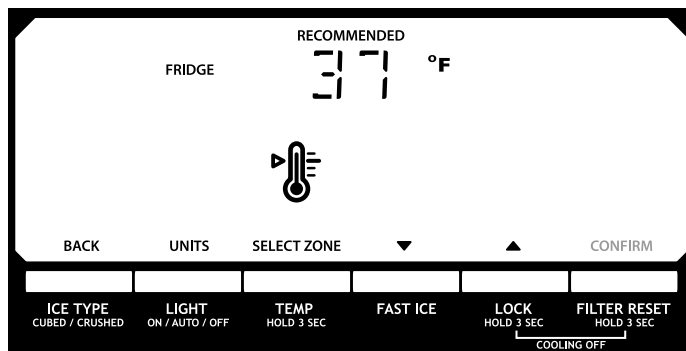 RECOMMENDED
FRIDGE 37 °F
BACK UNITS SELECT ZONE ▼ ▲ CONFIRM
ICE TYPE LIGHT TEMP FAST ICE LOCK FILTER RESET
CUBED / CRUSHED ON / AUTO / OFF HOLD 3 SEC HOLD 3 SEC HOLD 3 SEC
COOLING OFF